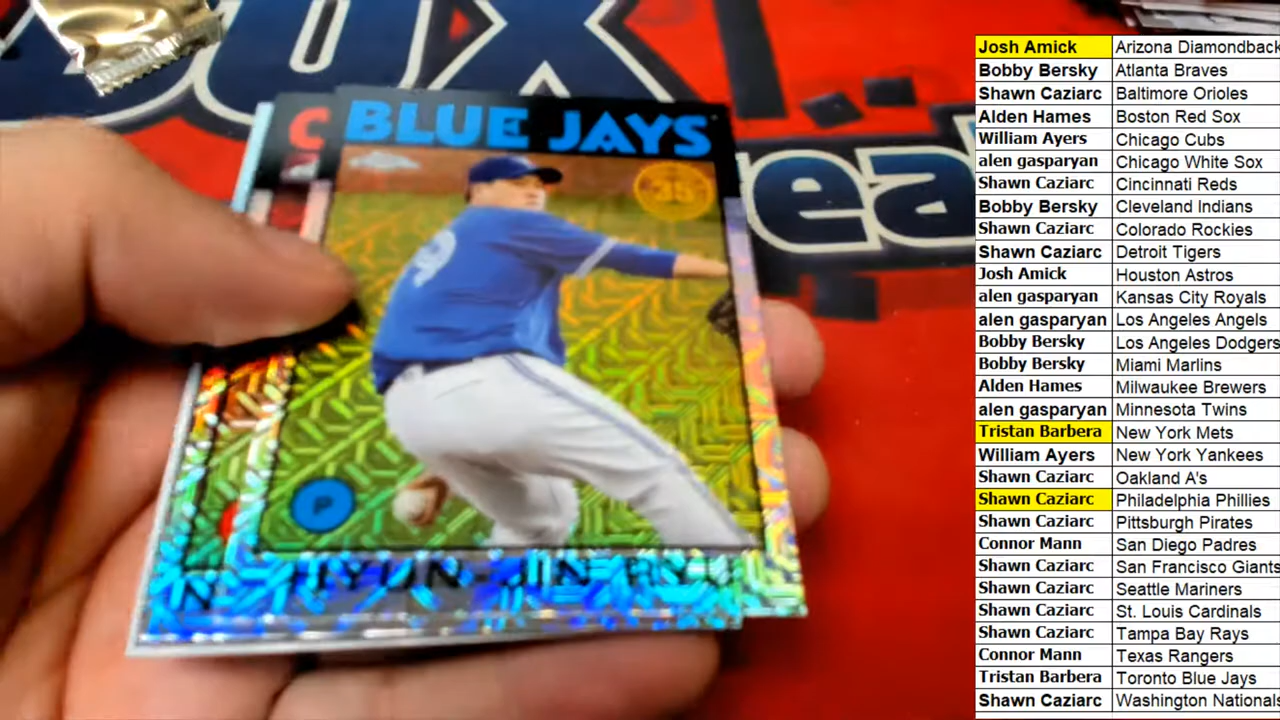 BLUE JAYS
35
P
HYUN JIN RYU
Josh Amick Arizona Diamondback
Bobby Bersky Atlanta Braves
Shawn Caziarc Baltimore Orioles
Alden Hames Boston Red Sox
William Ayers Chicago Cubs
alen gasparyan Chicago White Sox
Shawn Caziarc Cincinnati Reds
Bobby Bersky Cleveland Indians
Shawn Caziarc Colorado Rockies
Shawn Caziarc Detroit Tigers
Josh Amick Houston Astros
alen gasparyan Kansas City Royals
alen gasparyan Los Angeles Angels
Bobby Bersky Los Angeles Dodgers
Bobby Bersky Miami Marlins
Alden Hames Milwaukee Brewers
alen gasparyan Minnesota Twins
Tristan Barbera New York Mets
William Ayers New York Yankees
Shawn Caziarc Oakland A's
Shawn Caziarc Philadelphia Phillies
Shawn Caziarc Pittsburgh Pirates
Connor Mann San Diego Padres
Shawn Caziarc San Francisco Giants
Shawn Caziarc Seattle Mariners
Shawn Caziarc St. Louis Cardinals
Shawn Caziarc Tampa Bay Rays
Connor Mann Texas Rangers
Tristan Barbera Toronto Blue Jays
Shawn Caziarc Washington Nationals